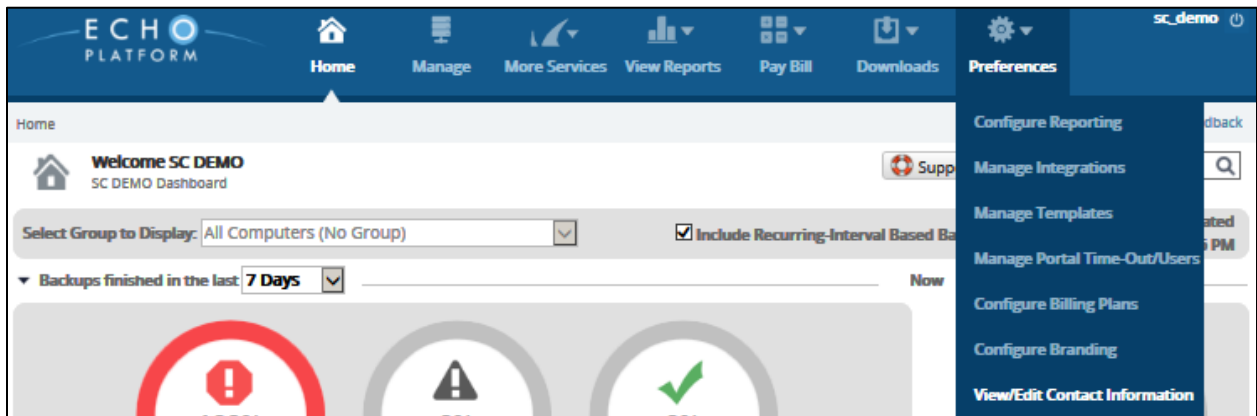 ECHO
PLATFORM
Home
Manage
More Services
View Reports
Pay Bill
Downloads
Preferences
sc_demo
Home
Configure Reporting
dback
Welcome SC DEMO
SC DEMO Dashboard
Supp
Manage Integrations
Manage Templates
Select Group to Display: All Computers (No Group)
Include Recurring-Interval Based Ba
ated
PM
Manage Portal Time-Out/Users
Backups finished in the last 7 Days
Now
Configure Billing Plans
Configure Branding
View/Edit Contact Information